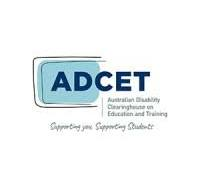 ADCET
Australian Disability
Clearinghouse on
Education and Training
Supporting you, Supporting Students